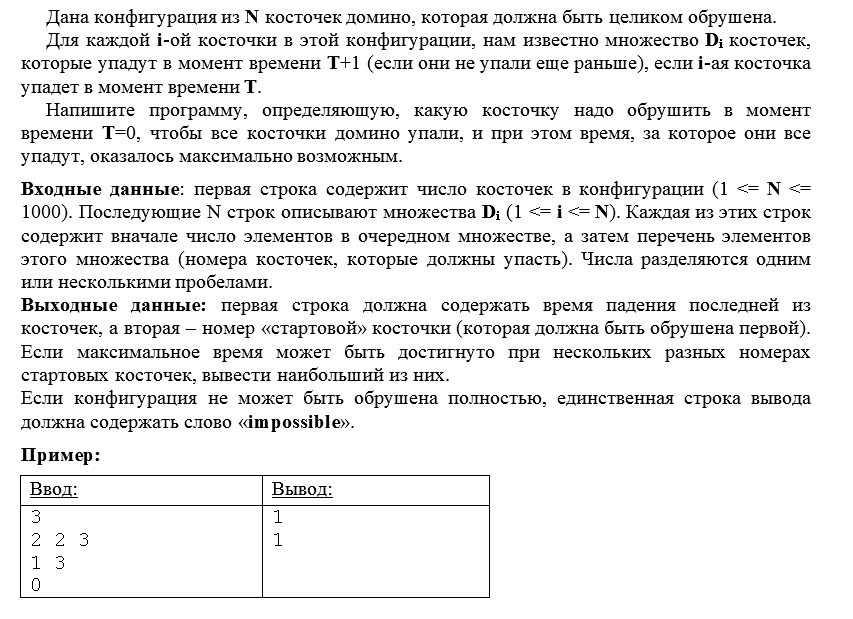 Дана конфигурация из N косточек домино, которая должна быть целиком обрушена.
Для каждой i-ой косточки в этой конфигурации, нам известно множество Di косточек,
которые упадут в момент времени T+1 (если они не упали еще раньше), если i-ая косточка
упадет в момент времени T.
Напишите программу, определяющую, какую косточку надо обрушить в момент
времени T=0, чтобы все косточки домино упали, и при этом время, за которое они все
упадут, оказалось максимально возможным.
Входные данные: первая строка содержит число косточек в конфигурации (1 <= N <=
1000). Последующие N строк описывают множества Di (1 <= i <= N). Каждая из этих строк
содержит вначале число элементов в очередном множестве, а затем перечень элементов
этого множества (номера косточек, которые должны упасть). Числа разделяются одним
или несколькими пробелами.
Выходные данные: первая строка должна содержать время падения последней из
косточек, а вторая – номер «стартовой» косточки (которая должна быть обрушена первой).
Если максимальное время может быть достигнуто при нескольких разных номерах
стартовых косточек, вывести наибольший из них.
Если конфигурация не может быть обрушена полностью, единственная строка вывода
должна содержать слово «impossible».
Пример:
Ввод: Вывод:
3 1
2 2 3 1
1 3
0